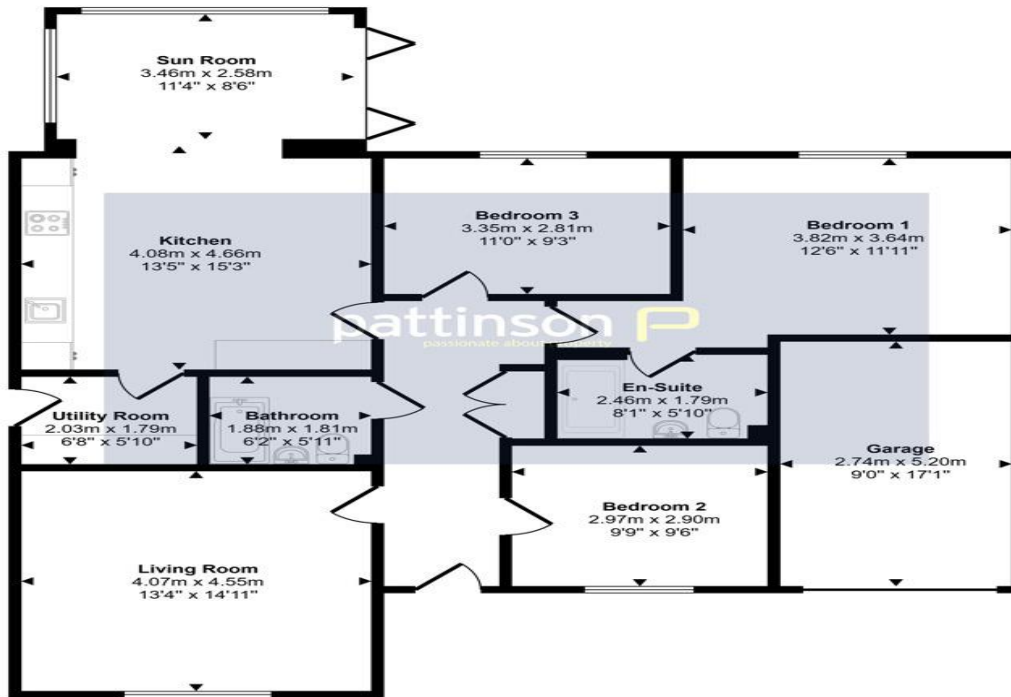 Sun Room
3.46m x 2.58m
11'4" x 8'6"
Kitchen
4.08m x 4.66m
13'5" x 15'3"
Bedroom 3
3.35m x 2.81m
11'0" x 9'3"
Bedroom 1
3.82m x 3.64m
12'6" x 11'11"
pattinson P
passionate about property
Utility Room
2.03m x 1.79m
6'8" x 5'10"
Bathroom
1.88m x 1.81m
6'2" x 5'11"
En-Suite
2.46m x 1.79m
8'1" x 5'10"
Garage
2.74m x 5.20m
9'0" x 17'1"
Bedroom 2
2.97m x 2.90m
9'9" x 9'6"
Living Room
4.07m x 4.55m
13'4" x 14'11"